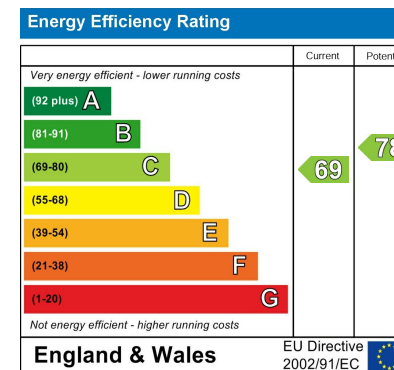 Energy Efficiency Rating
Current Potent
Very energy efficient - lower running costs
(92 plus) A
(81-91) B
(69-80) C
(55-68) D
(39-54) E
(21-38) F
(1-20) G
69
78
Not energy efficient - higher running costs
England & Wales
EU Directive
2002/91/EC